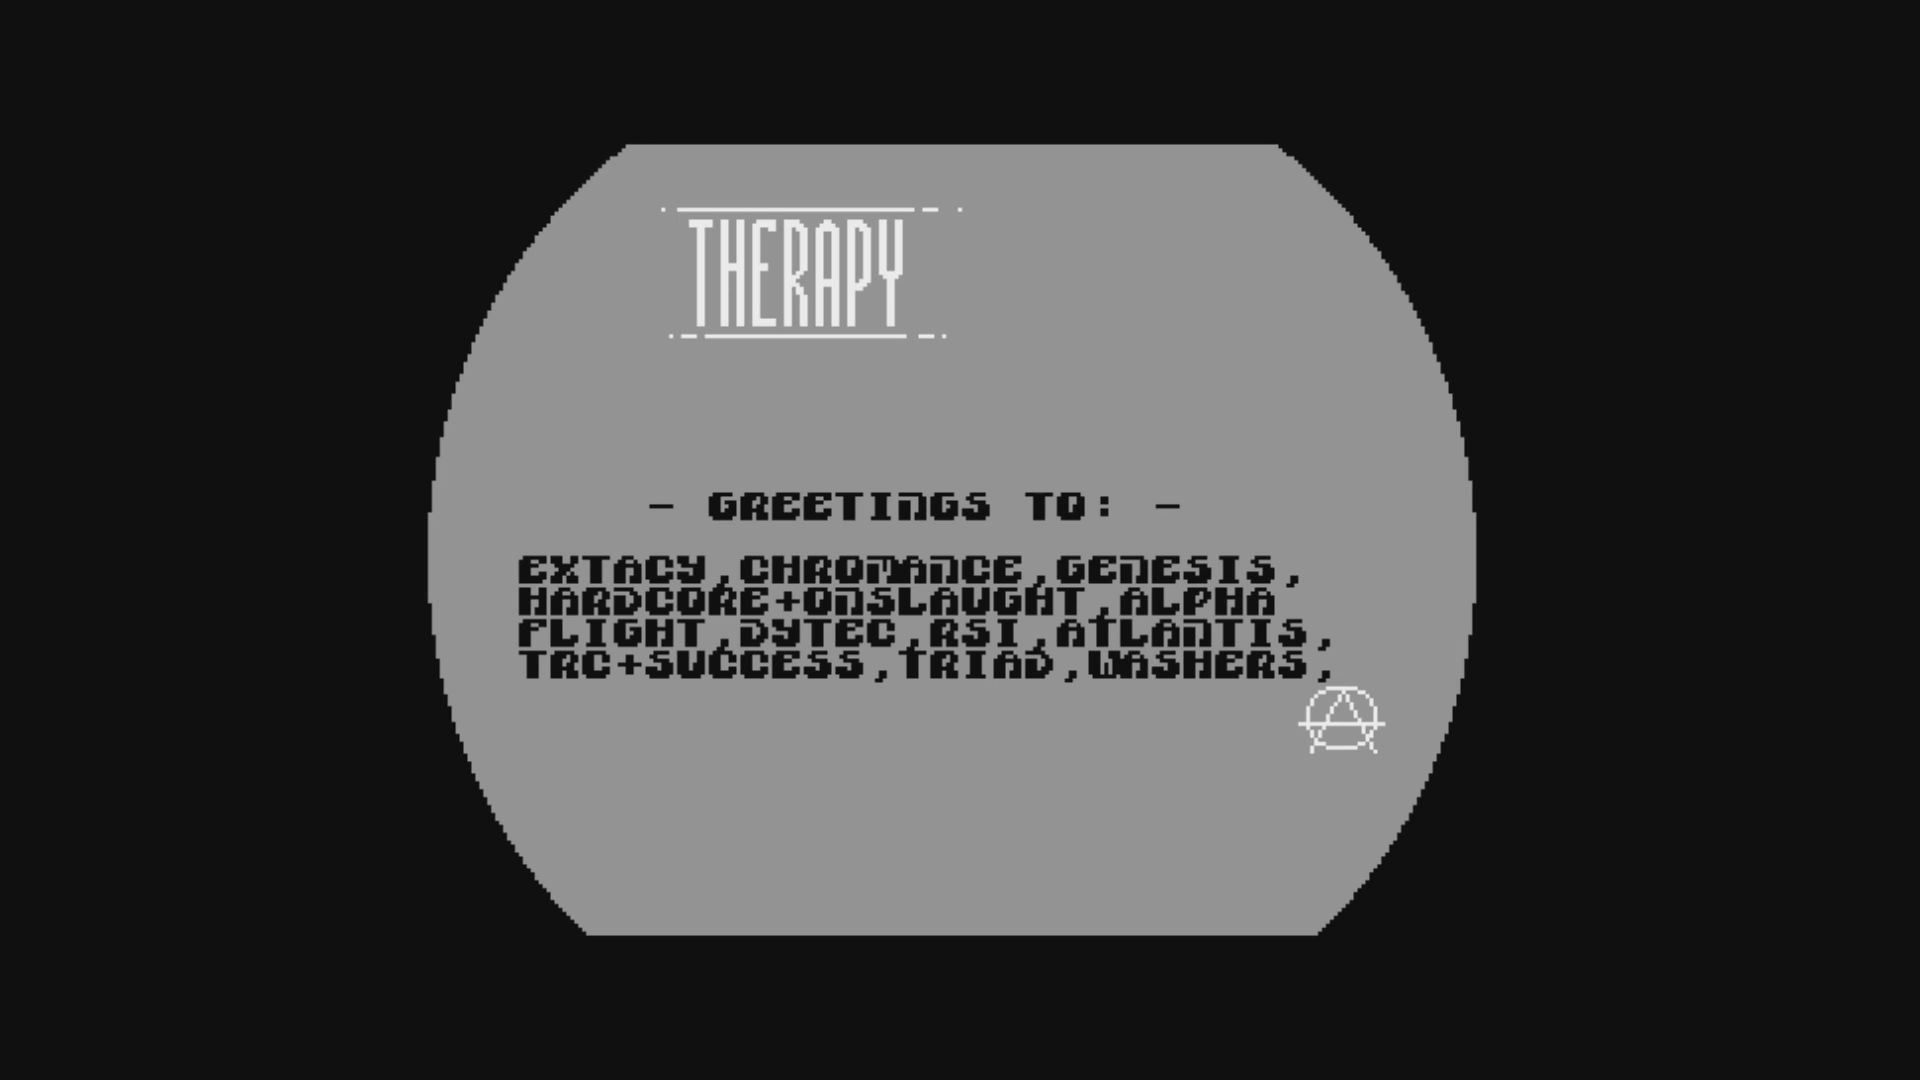 THERAPY
- GREETINGS TO: -
EXTACY,CHROMANCE,GENESIS,
HARDCORE+ONSLAUGHT,ALPHA
FLIGHT,DYTEC,RSI,ATLANTIS,
TRC+SUCCESS,TRIAD,WASHERS,